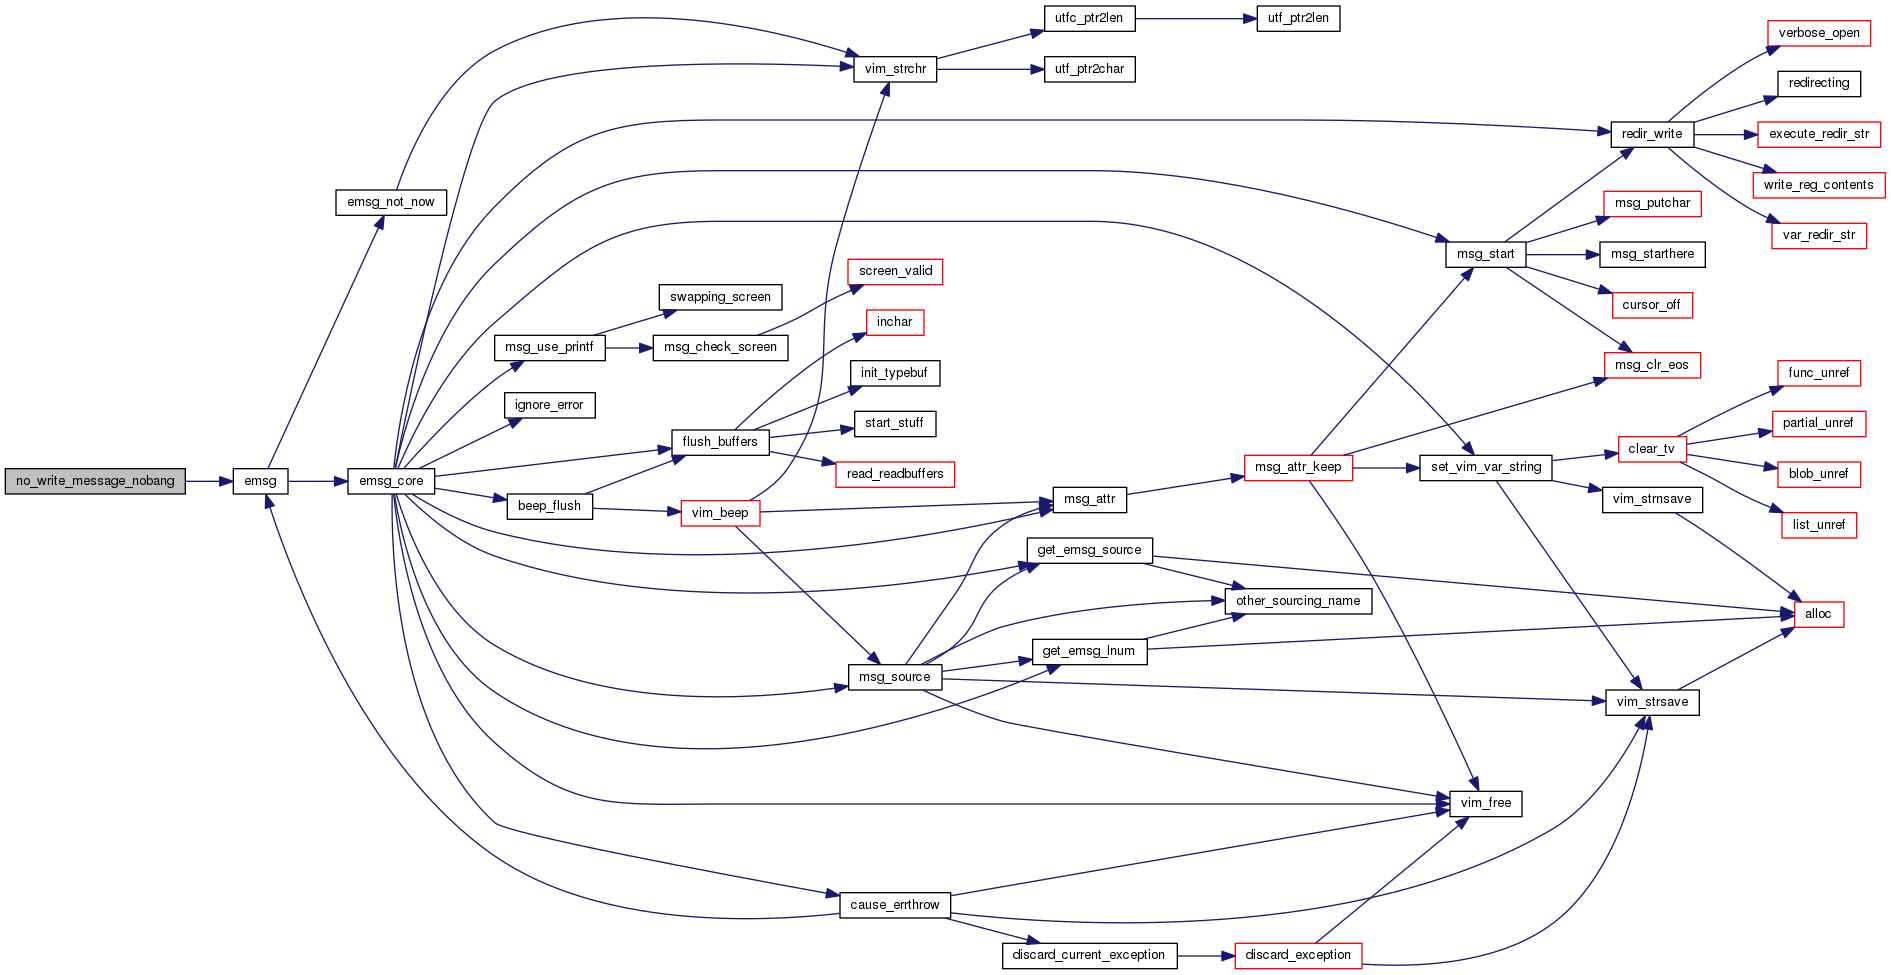 no_write_message_nobang
emsg
emsg_not_now
emsg_core
msg_use_printf
ignore_error
beep_flush
swapping_screen
msg_check_screen
flush_buffers
vim_beep
vim_strchr
screen_valid
inchar
init_typebuf
start_stuff
read_readbuffers
msg_source
cause_errthrow
utfc_ptr2len
utf_ptr2char
msg_attr
get_emsg_source
get_emsg_lnum
discard_current_exception
utf_ptr2len
msg_attr_keep
other_sourcing_name
discard_exception
msg_start
set_vim_var_string
vim_free
redir_write
msg_putchar
msg_starthere
cursor_off
msg_clr_eos
clear_tv
vim_strnsave
vim_strsave
verbose_open
redirecting
execute_redir_str
write_reg_contents
var_redir_str
func_unref
partial_unref
blob_unref
list_unref
alloc